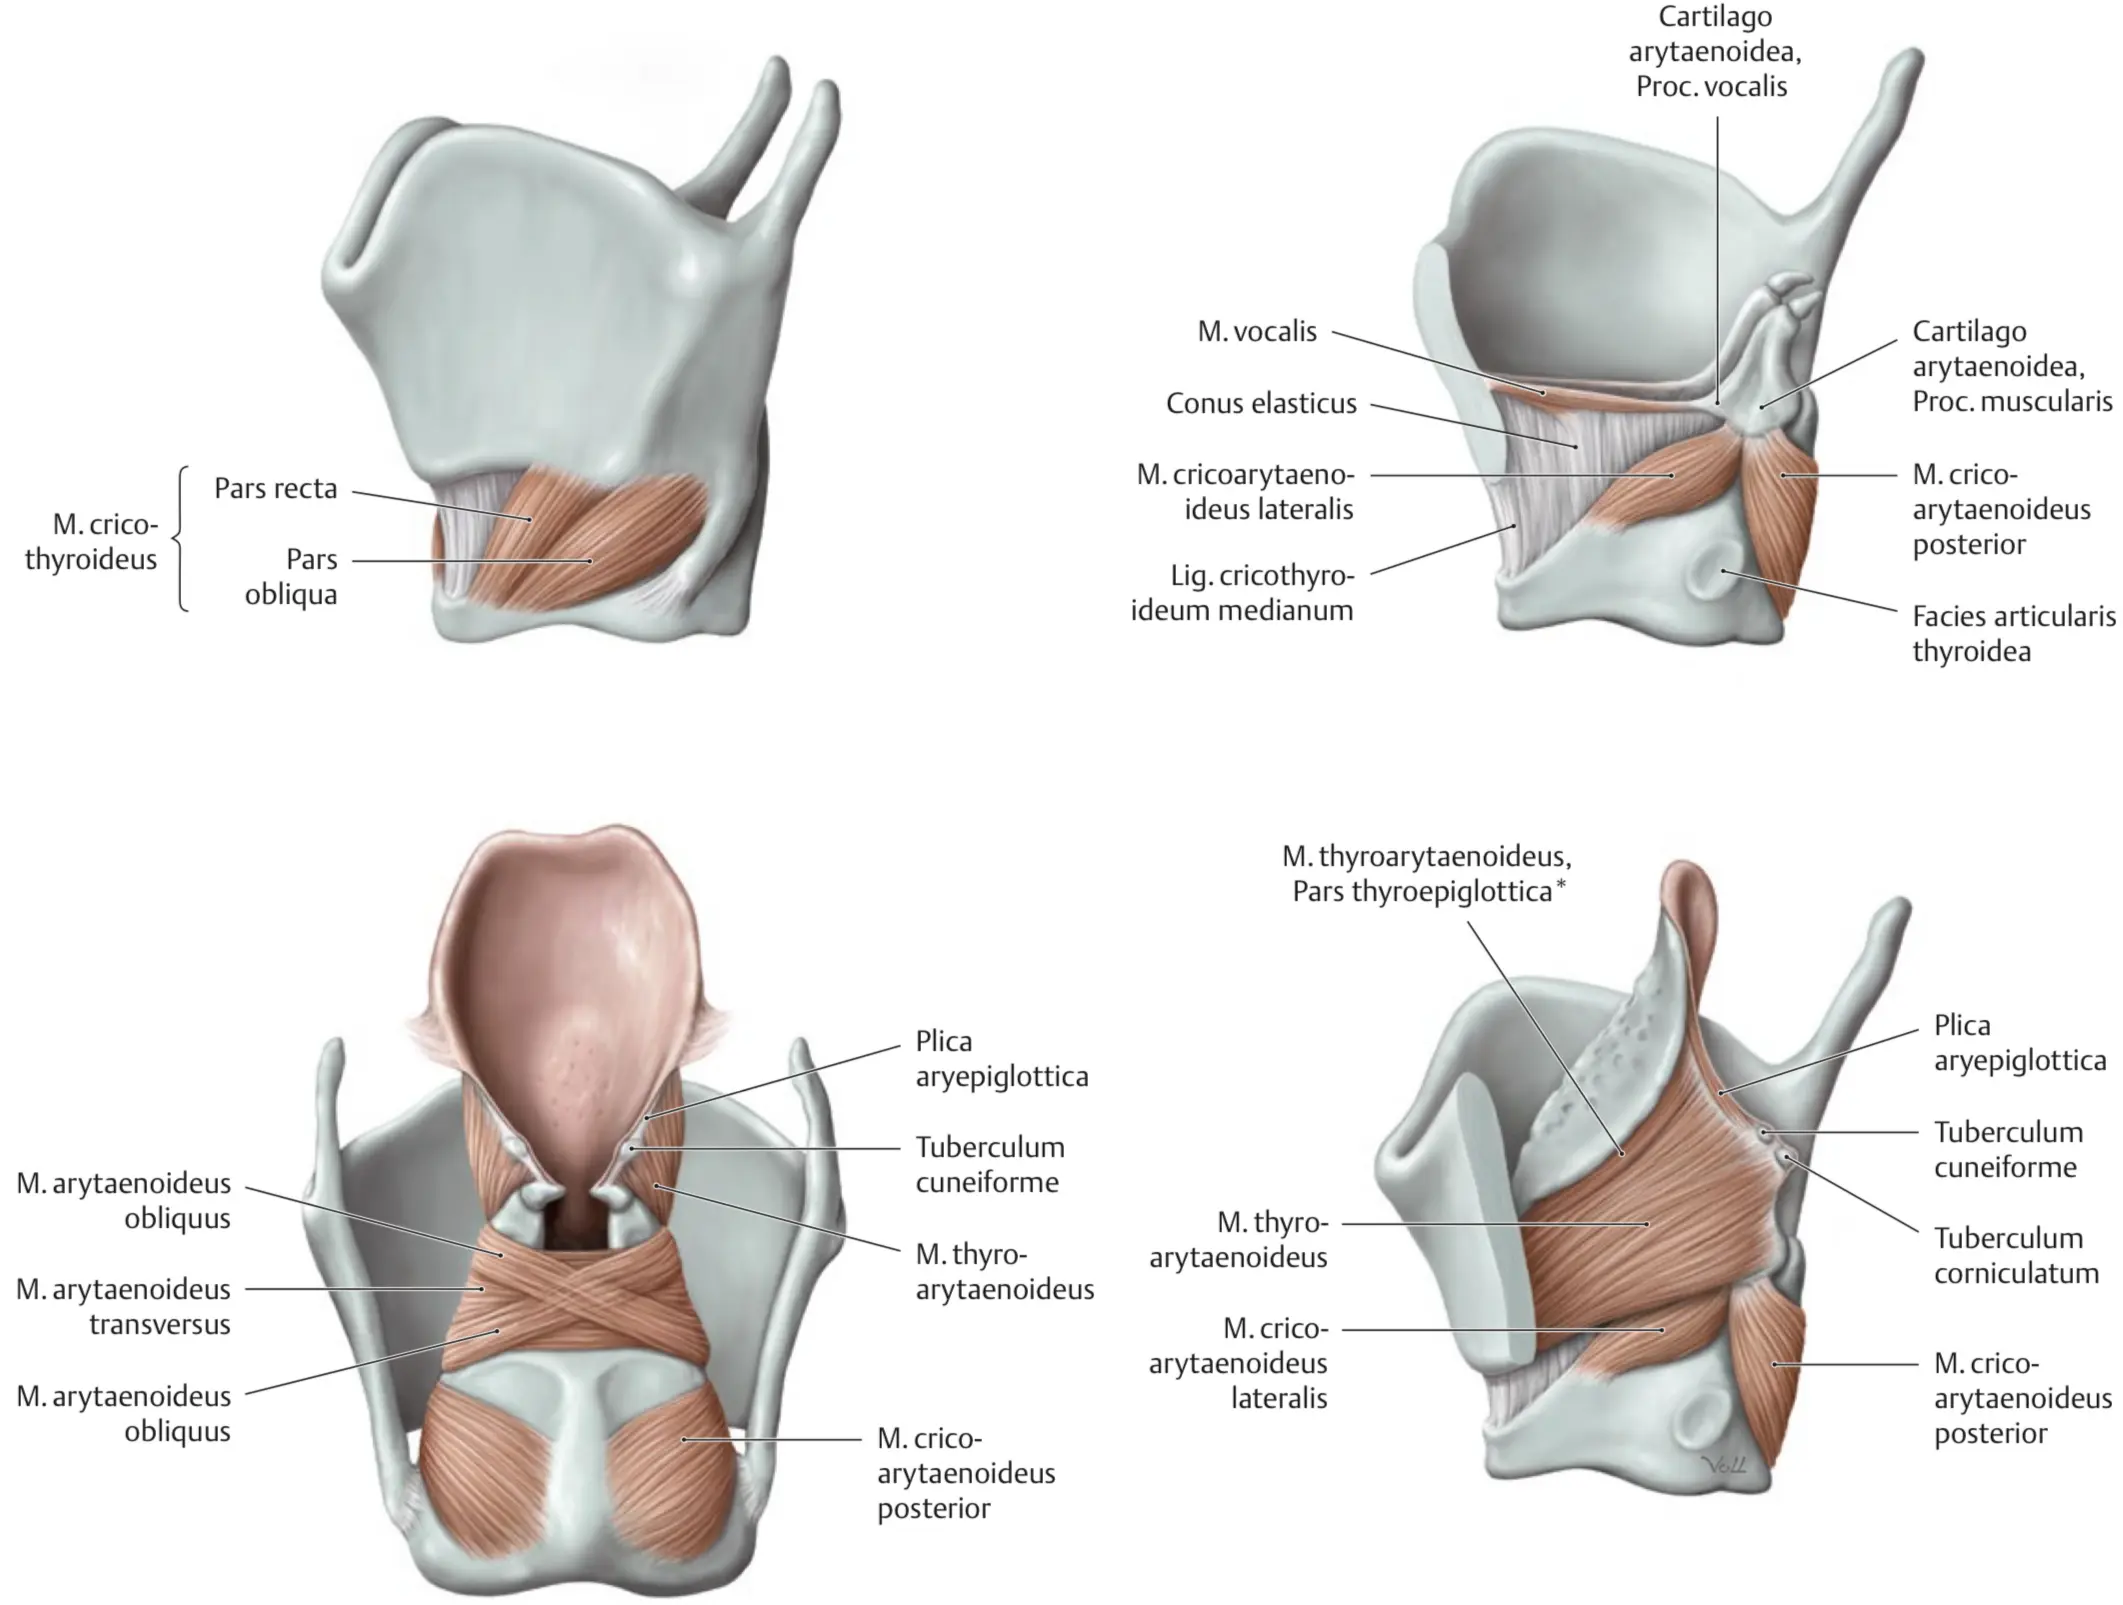 M. crico-
thyroideus
Pars recta
Pars
obliqua
Cartilago
arytaenoidea,
Proc. vocalis
M. vocalis
Conus elasticus
M. cricoarytaeno-
ideus lateralis
Lig. cricothyro-
ideum medianum
Cartilago
arytaenoidea,
Proc. muscularis
M. crico-
arytaenoideus
posterior
Facies articularis
thyroidea
M. arytaenoideus
obliquus
M. arytaenoideus
transversus
M. arytaenoideus
obliquus
Plica
aryepiglottica
Tuberculum
cuneiforme
M. thyro-
arytaenoideus
M. crico-
arytaenoideus
posterior
M. thyroarytaenoideus,
Pars thyroepiglottica*
M. thyro-
arytaenoideus
M. crico-
arytaenoideus
lateralis
Plica
aryepiglottica
Tuberculum
cuneiforme
Tuberculum
corniculatum
M. crico-
arytaenoideus
posterior
Voll